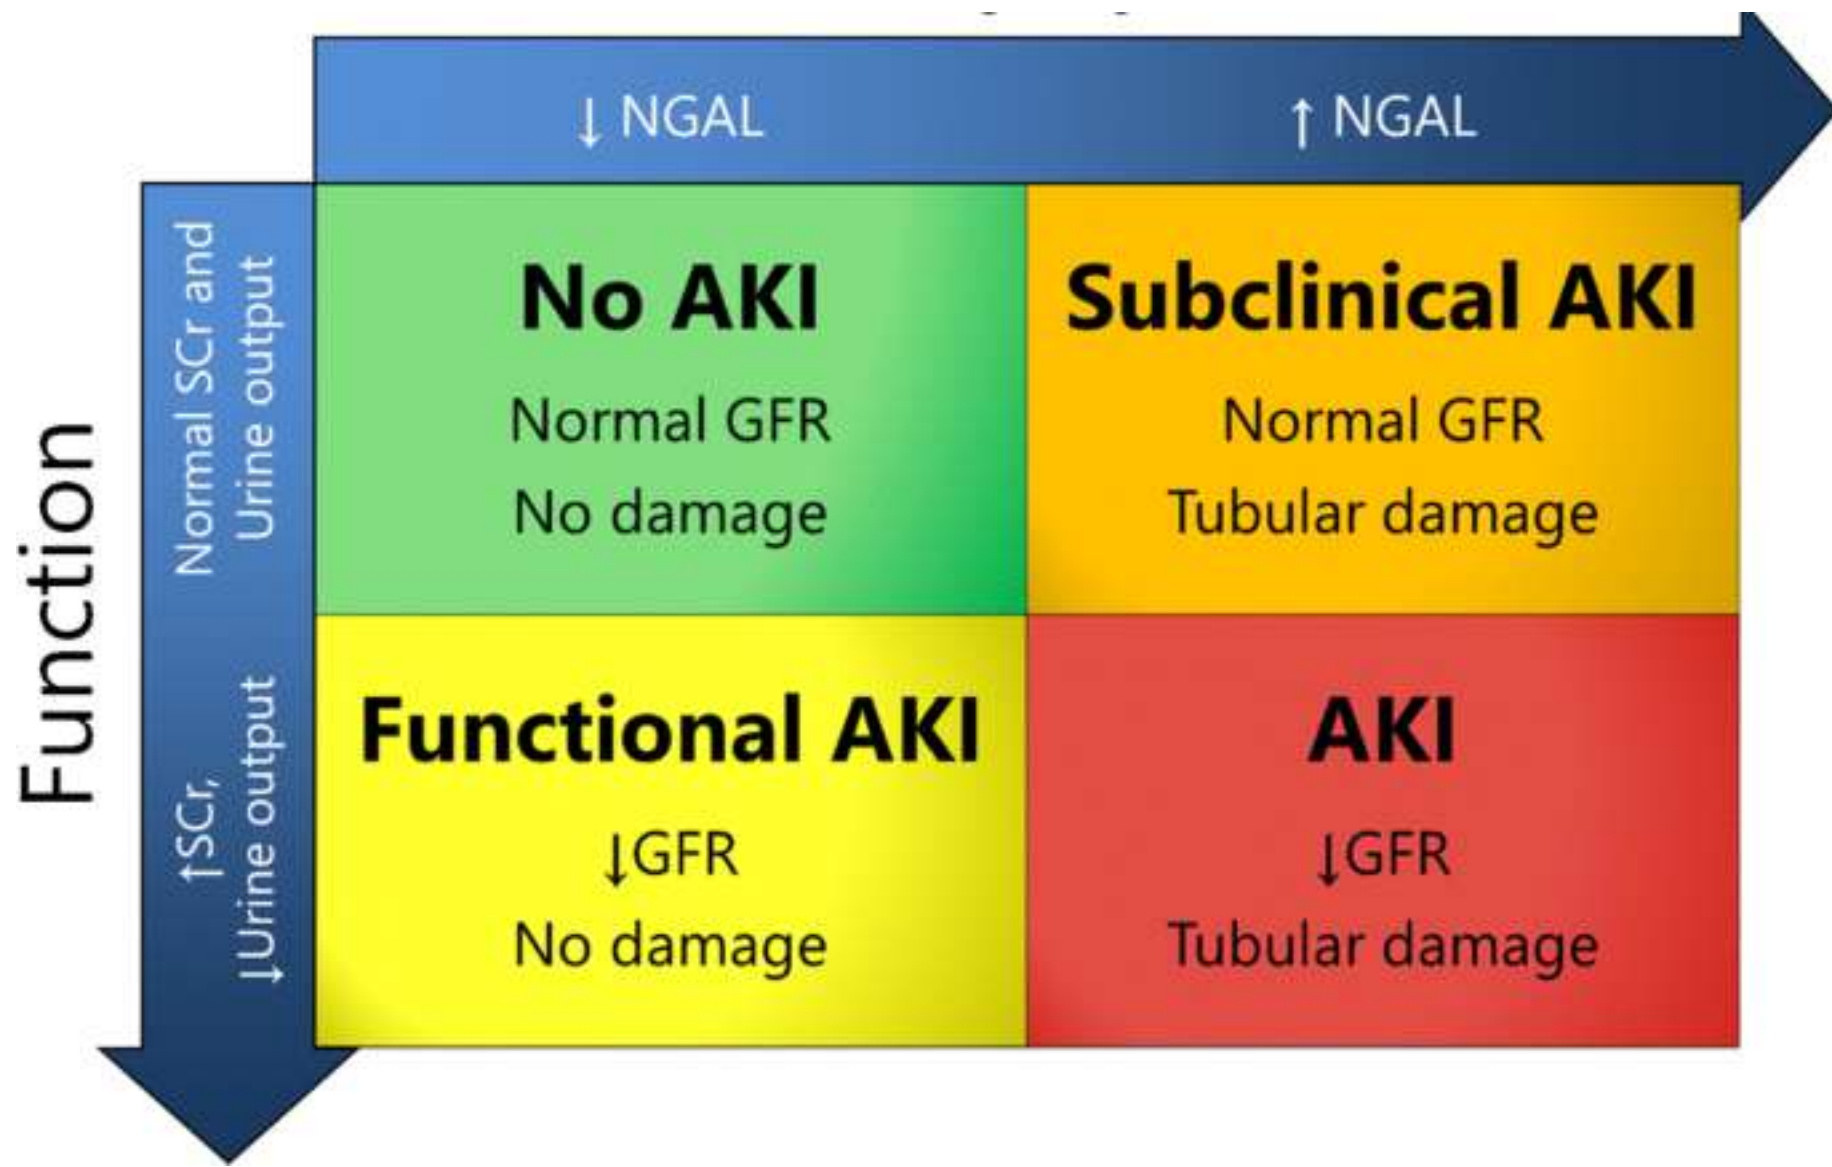 ↓ NGAL
↑ NGAL
Function
Normal SCr and
Urine output
↑SCr,
↓Urine output
No AKI
Normal GFR
No damage
Subclinical AKI
Normal GFR
Tubular damage
Functional AKI
↓GFR
No damage
AKI
↓GFR
Tubular damage